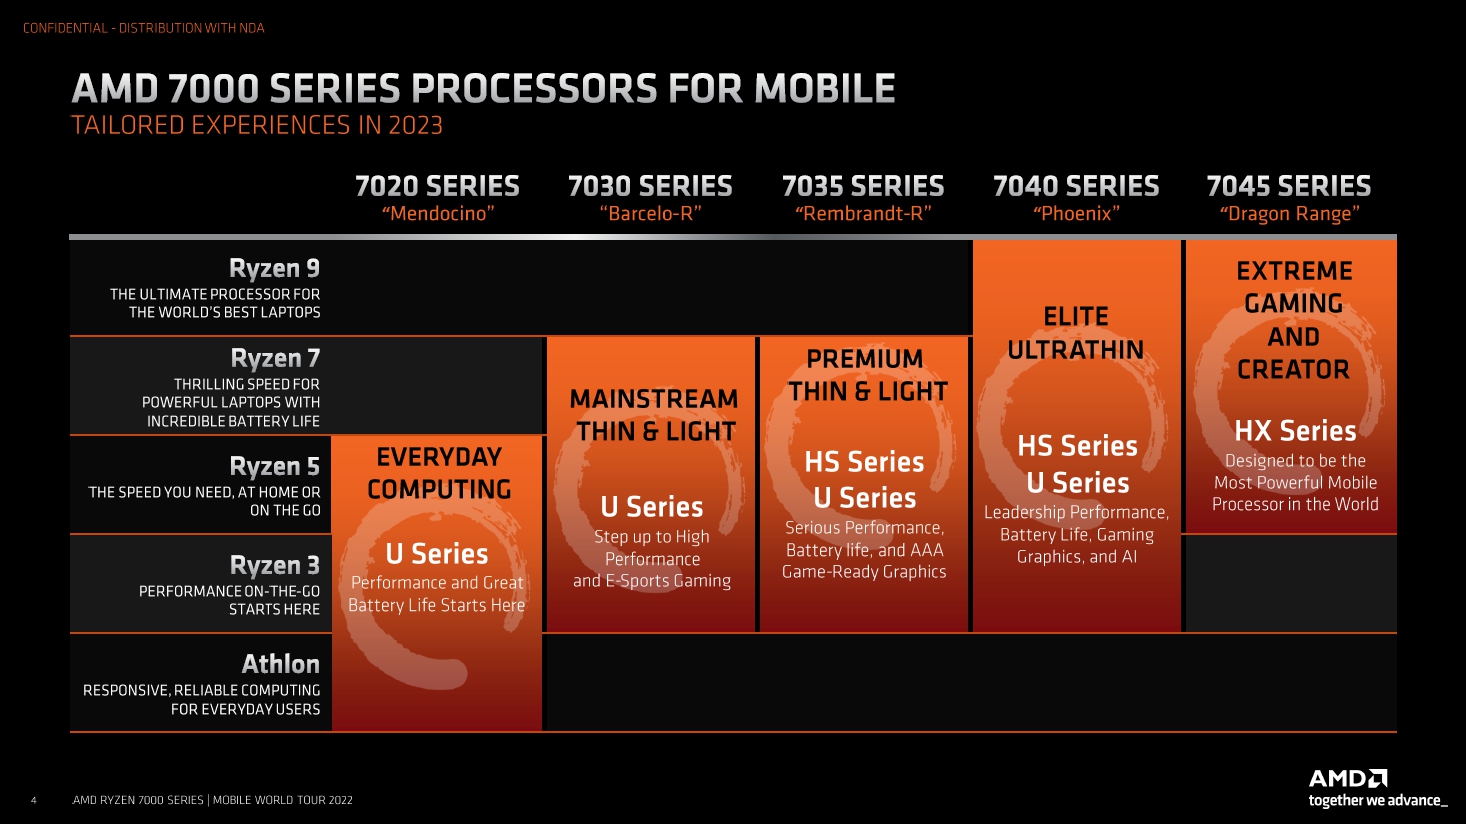 CONFIDENTIAL - DISTRIBUTION WITH NDA
AMD 7000 SERIES PROCESSORS FOR MOBILE
TAILORED EXPERIENCES IN 2023
7020 SERIES
“Mendocino”
7030 SERIES
“Barcelo-R”
7035 SERIES
“Rembrandt-R”
7040 SERIES
“Phoenix”
7045 SERIES
“Dragon Range”
Ryzen 9
THE ULTIMATE PROCESSOR FOR
THE WORLD’S BEST LAPTOPS
Ryzen 7
THRILLING SPEED FOR
POWERFUL LAPTOPS WITH
INCREDIBLE BATTERY LIFE
Ryzen 5
THE SPEED YOU NEED, AT HOME OR
ON THE GO
Ryzen 3
PERFORMANCE ON-THE-GO
STARTS HERE
Athlon
RESPONSIVE, RELIABLE COMPUTING
FOR EVERYDAY USERS
EVERYDAY
COMPUTING
U Series
Performance and Great
Battery Life Starts Here
MAINSTREAM
THIN & LIGHT
U Series
Step up to High
Performance
and E-Sports Gaming
PREMIUM
THIN & LIGHT
HS Series
U Series
Serious Performance,
Battery life, and AAA
Game-Ready Graphics
ELITE
ULTRATHIN
HS Series
U Series
Leadership Performance,
Battery Life, Gaming
Graphics, and AI
EXTREME
GAMING
AND
CREATOR
HX Series
Designed to be the
Most Powerful Mobile
Processor in the World
4
.AMD RYZEN 7000 SERIES | MOBILE WORLD TOUR 2022
AMD
together we advance_